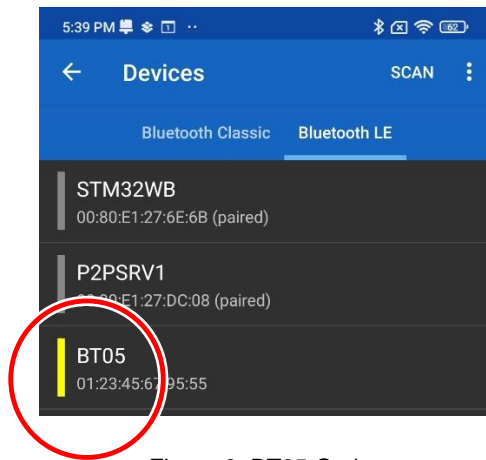 5:39 PM 1 62
← Devices SCAN
Bluetooth Classic Bluetooth LE
STM32WB
00:80:E1:27:6E:6B (paired)
P2PSRV1
:E1:27:DC:08 (paired)
BT05
01:23:45:67:95:55